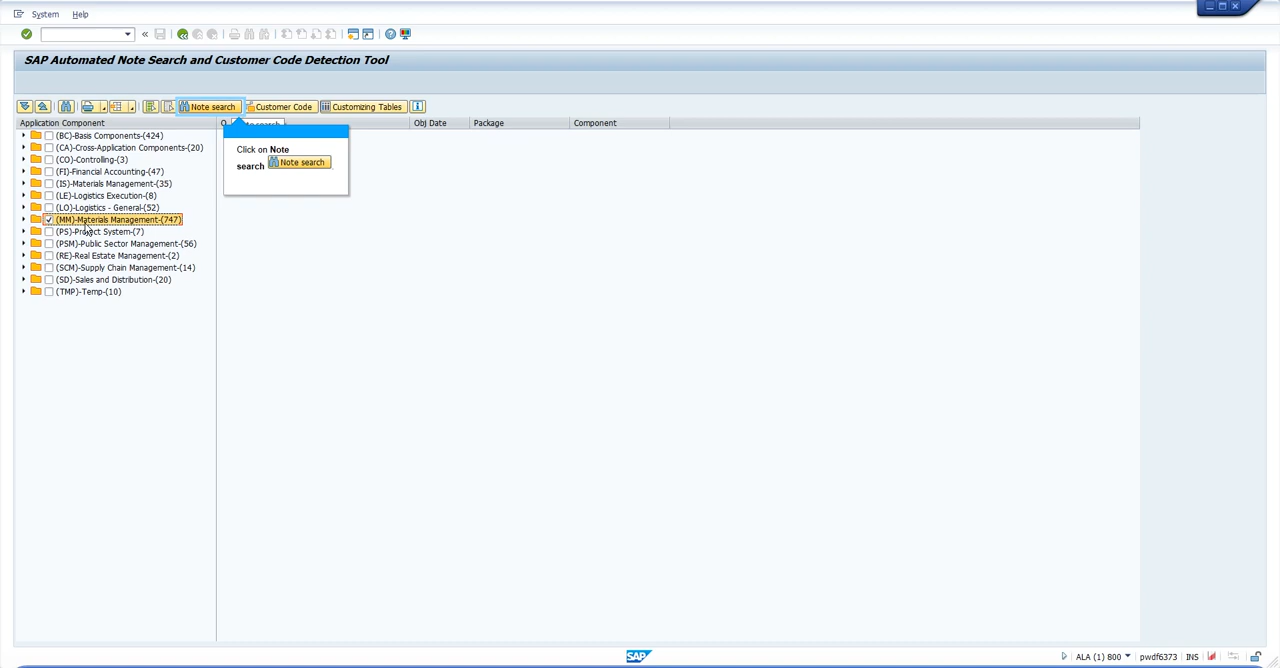 System Help
SAP Automated Note Search and Customer Code Detection Tool
Note search Customer Code Customizing Tables
Application Component O Obj Date Package Component
(BC)-Basis Components-(424)
(CA)-Cross-Application Components-(20)
Click on Note
search Note search .
(CO)-Controlling-(3)
(FI)-Financial Accounting-(47)
(IS)-Materials Management-(35)
(LE)-Logistics Execution-(8)
(LO)-Logistics - General-(52)
(MM)-Materials Management-(747)
(PS)-Project System-(7)
(PSM)-Public Sector Management-(56)
(RE)-Real Estate Management-(2)
(SCM)-Supply Chain Management-(14)
(SD)-Sales and Distribution-(20)
(TMP)-Temp-(10)
SAP ALA (1) 800 pwdf6373 INS